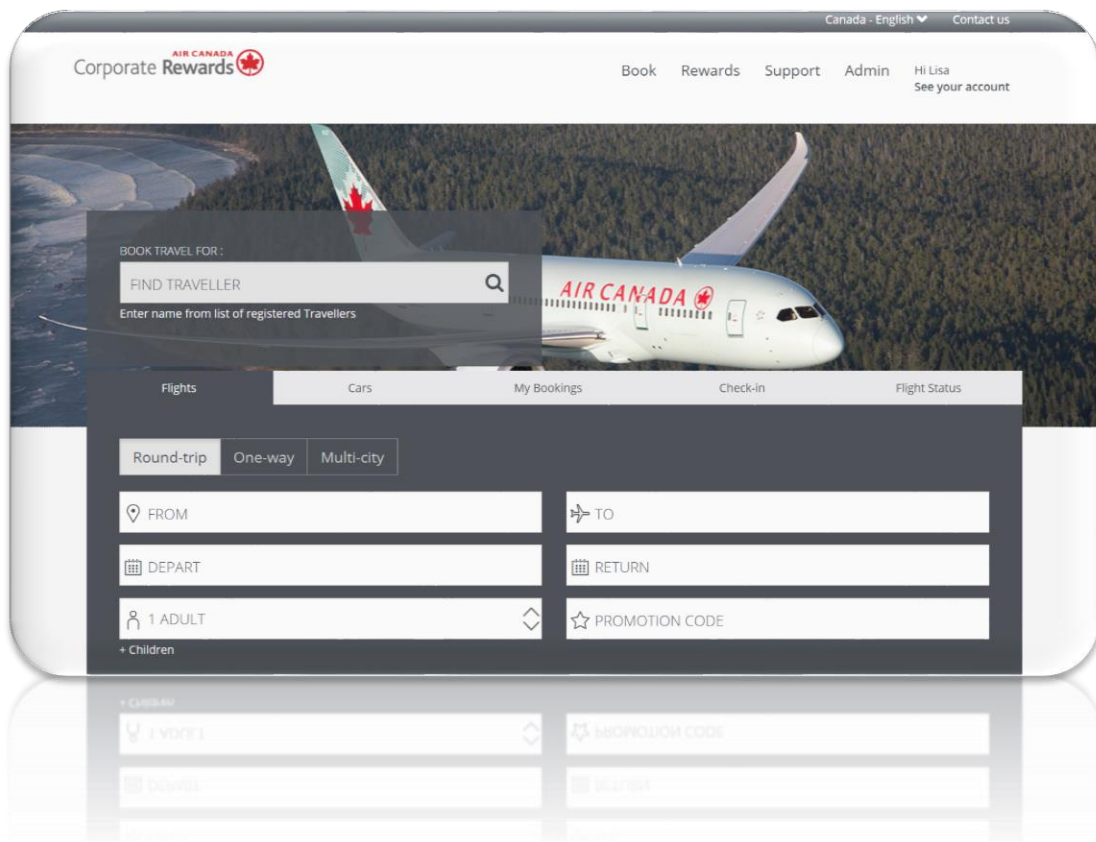 Canada - English Contact us
AIR CANADA
Corporate Rewards
Book Rewards Support Admin
Hi Lisa
See your account
BOOK TRAVEL FOR :
FIND TRAVELLER
Enter name from list of registered Travellers
AIR CANADA
Flights Cars My Bookings Check-in Flight Status
Round-trip One-way Multi-city
FROM TO
DEPART RETURN
1 ADULT PROMOTION CODE
+ Children